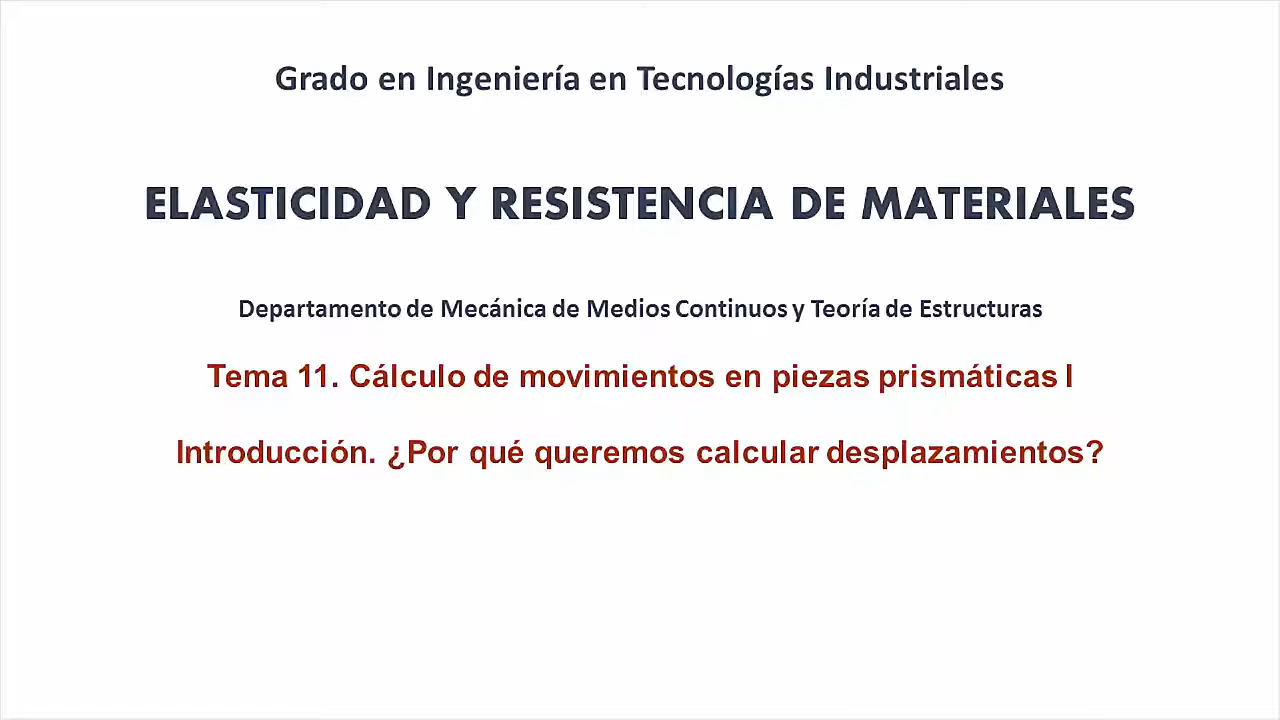 Grado en Ingeniería en Tecnologías Industriales
ELASTICIDAD Y RESISTENCIA DE MATERIALES
Departamento de Mecánica de Medios Continuos y Teoría de Estructuras
Tema 11. Cálculo de movimientos en piezas prismáticas I
Introducción. ¿Por qué queremos calcular desplazamientos?